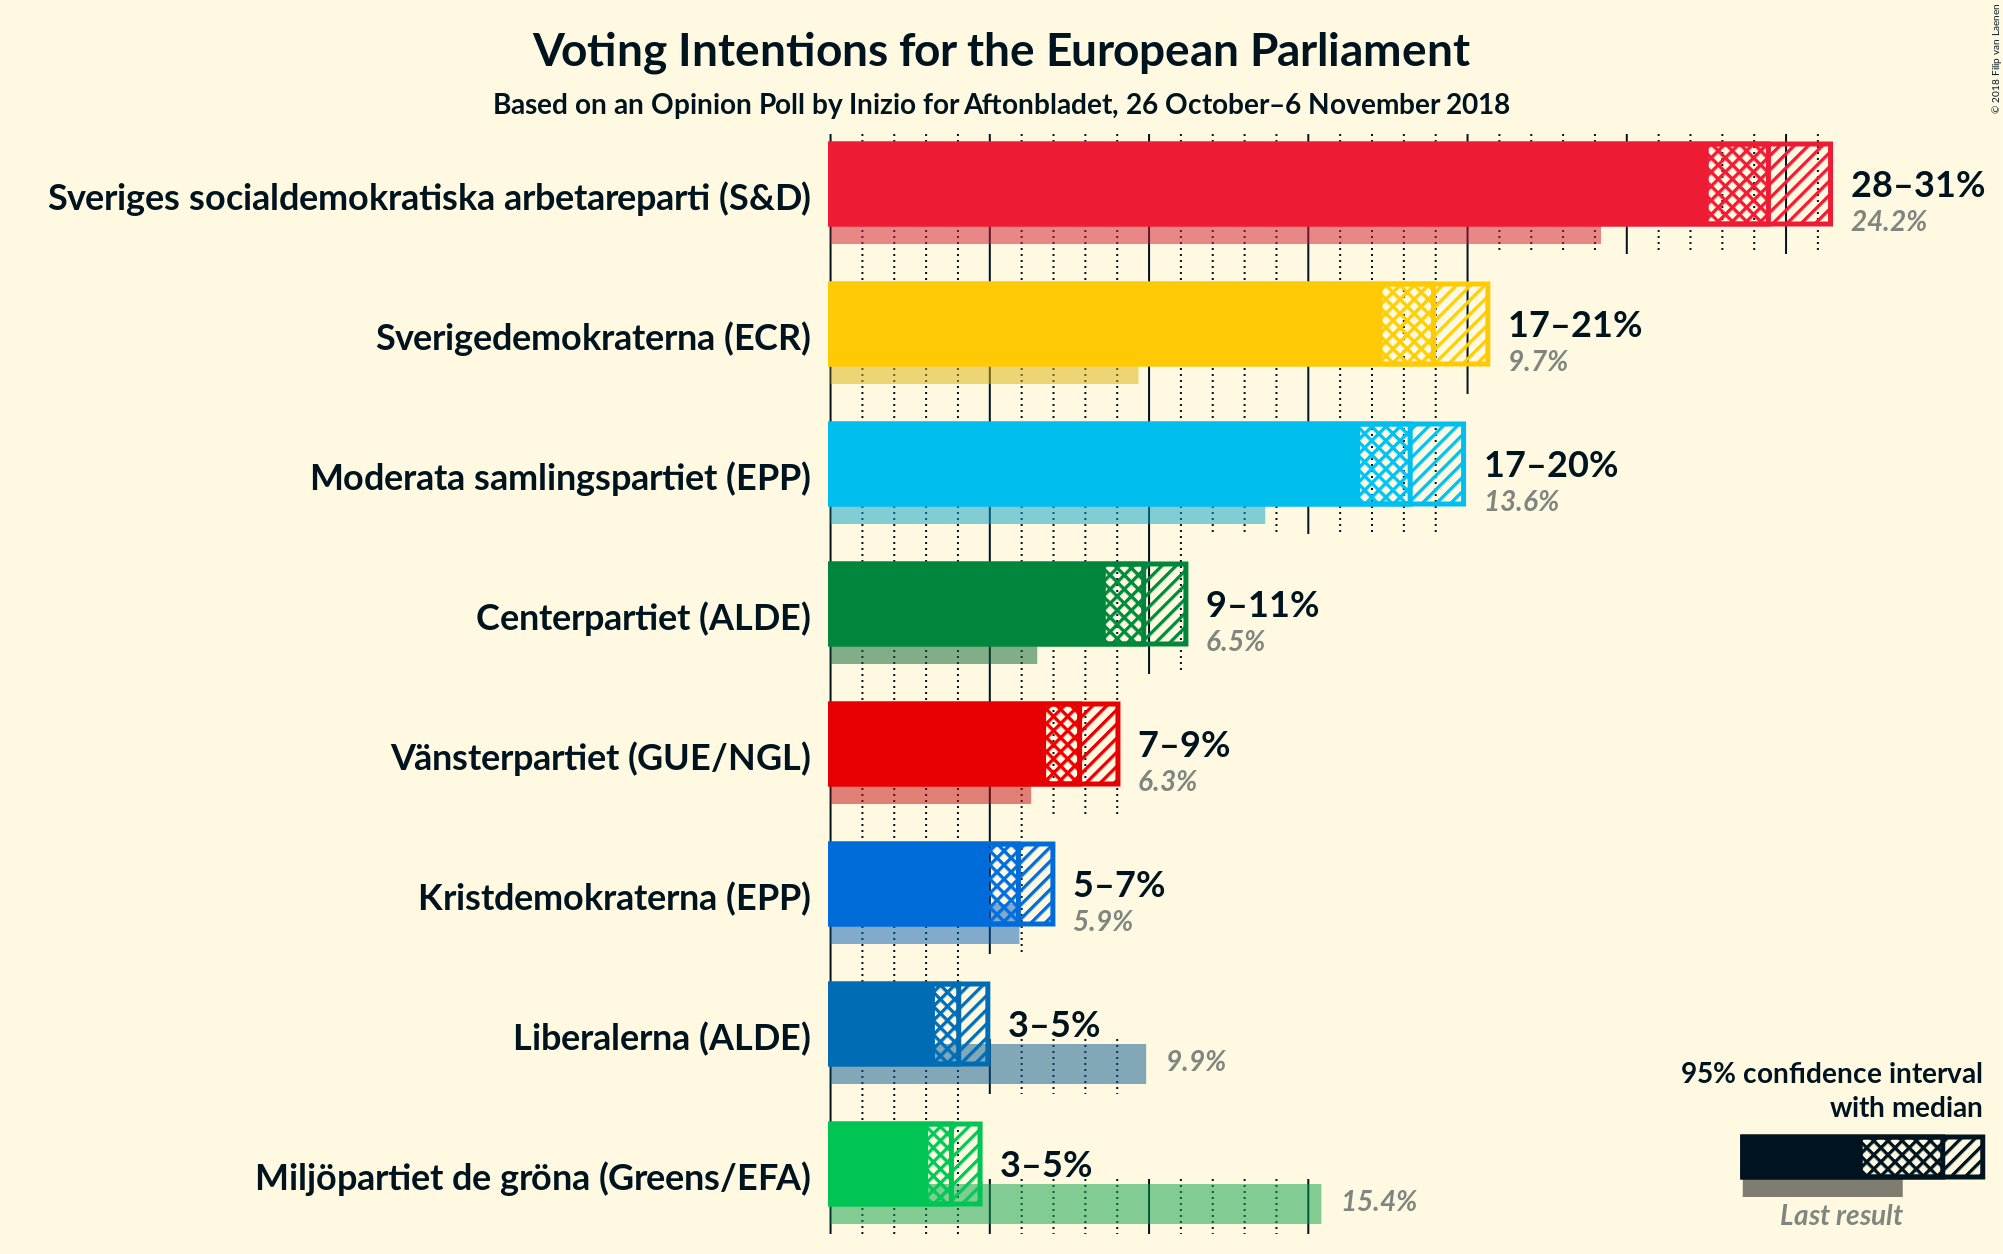 Voting Intentions for the European Parliament
Based on an Opinion Poll by Inizio for Aftonbladet, 26 October–6 November 2018
© 2018 Filip van Laenen
Sveriges socialdemokratiska arbetareparti (S&D)
28–31%
24.2%
Sverigedemokraterna (ECR)
17–21%
9.7%
Moderata samlingspartiet (EPP)
17–20%
13.6%
Centerpartiet (ALDE)
9–11%
6.5%
Vänsterpartiet (GUE/NGL)
7–9%
6.3%
Kristdemokraterna (EPP)
5–7%
5.9%
Liberalerna (ALDE)
3–5%
9.9%
Miljöpartiet de gröna (Greens/EFA)
3–5%
15.4%
95% confidence interval
with median
Last result